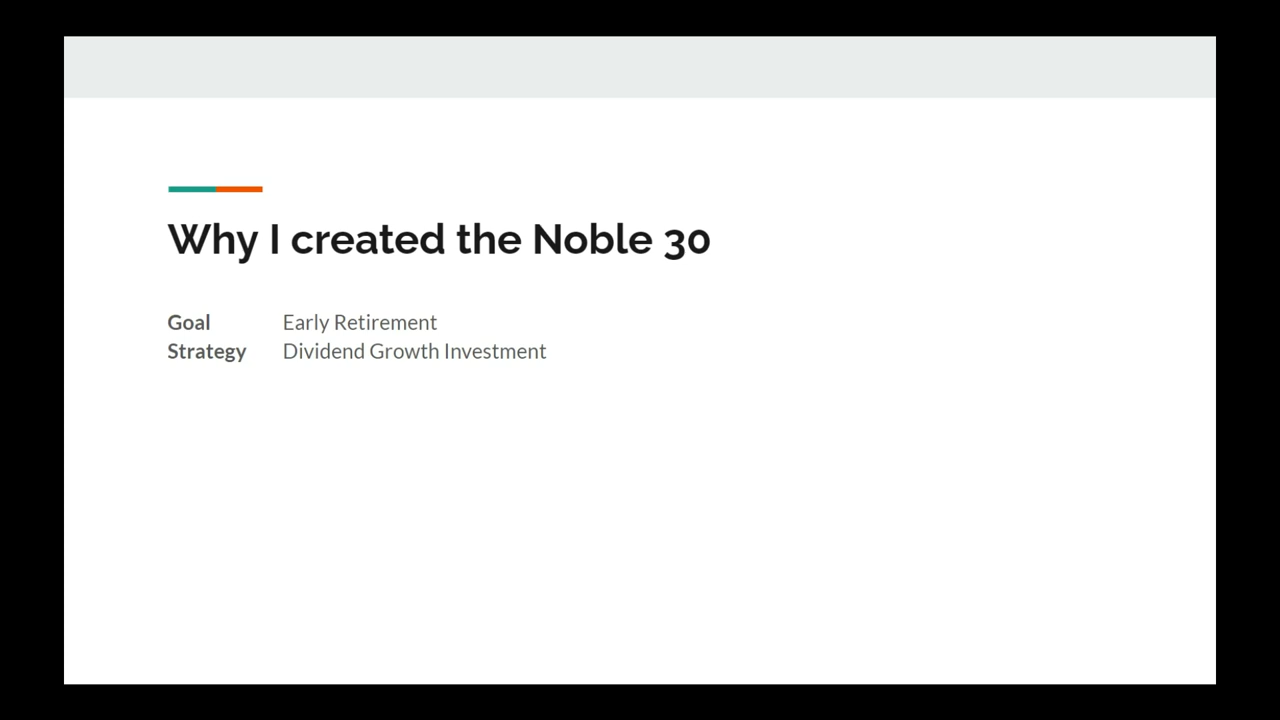 Why I created the Noble 30
Goal Early Retirement
Strategy Dividend Growth Investment